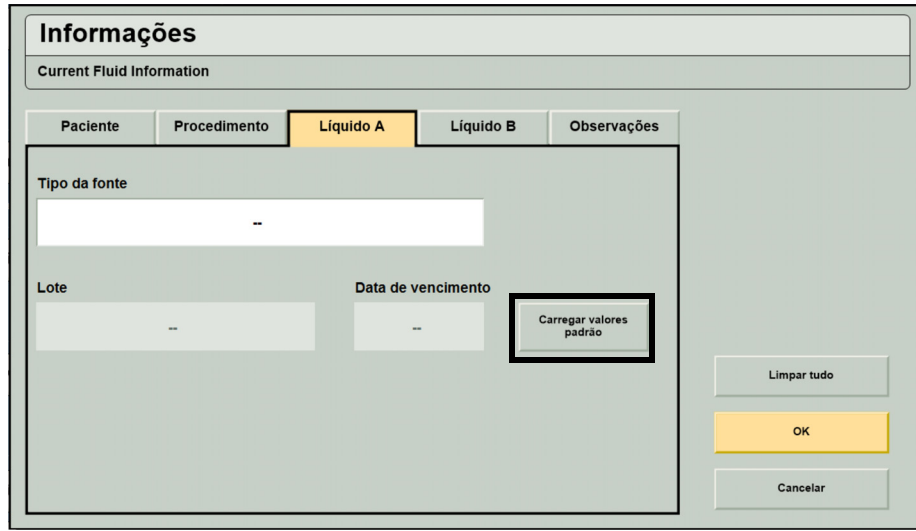 Informações
Current Fluid Information
Paciente
Procedimento
Líquido A
Líquido B
Observações
Tipo da fonte
--
Lote
Data de vencimento
--
--
Carregar valores
padrão
Limpar tudo
OK
Cancelar